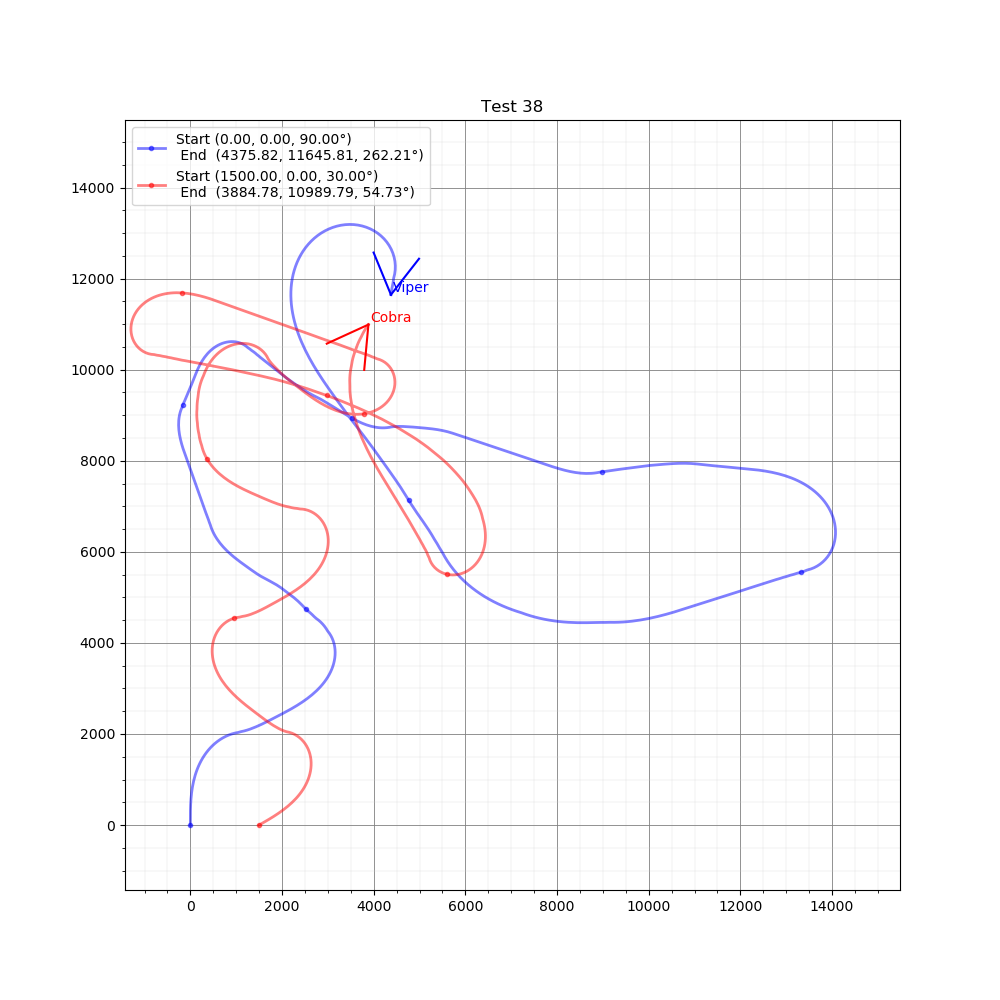 Test 38
Start (0.00, 0.00, 90.00°)
End (4375.82, 11645.81, 262.21°)
Start (1500.00, 0.00, 30.00°)
End (3884.78, 10989.79, 54.73°)
14000
12000
Viper
Cobra
10000
8000
6000
4000
2000
0
0 2000 4000 6000 8000 10000 12000 14000